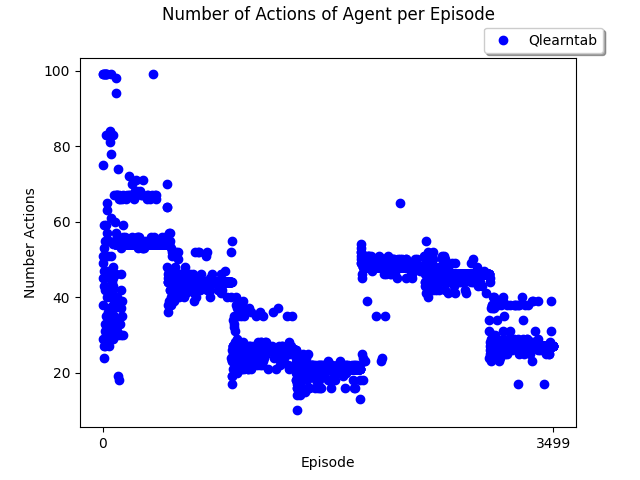 Number of Actions of Agent per Episode
Qlearntab
100
80
60
40
20
Number Actions
0
3499
Episode